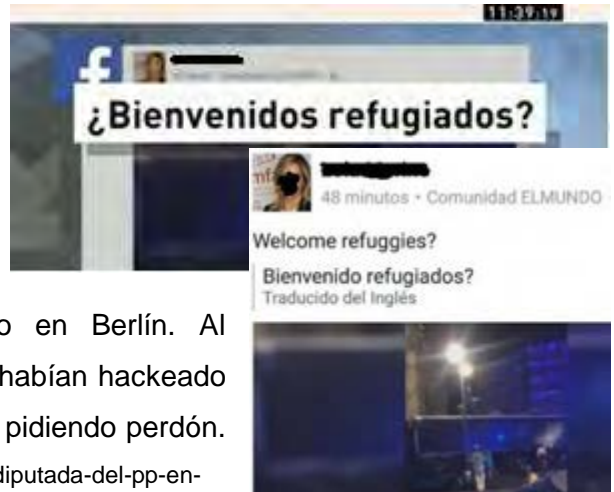 11:39:19
¿Bienvenidos refugiados?
48 minutos • Comunidad ELMUNDO
Welcome refuggies?
Bienvenido refugiados?
Traducido del Inglés
o en Berlín. Al
habían hackeado
pidiendo perdón.
diputada-del-pp-en-